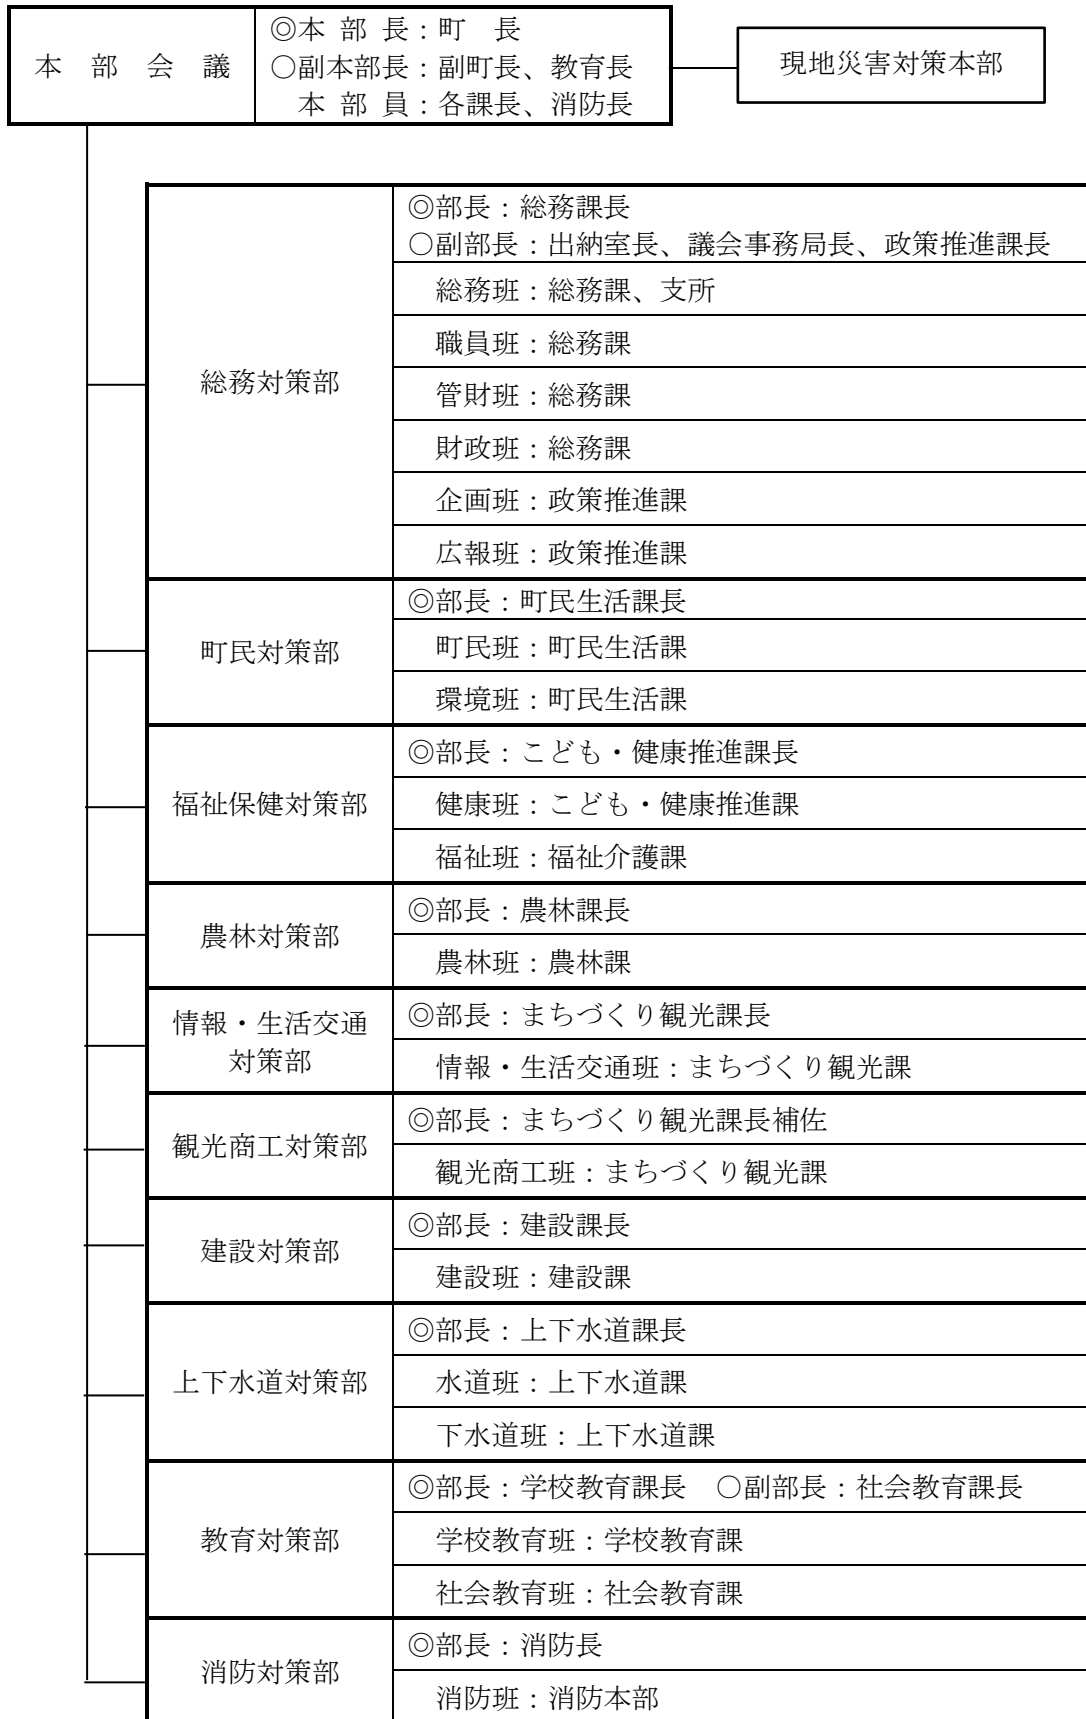 本部会議
◎本部長：町　長
○副本部長：副町長、教育長
本部員：各課長、消防長
現地災害対策本部
総務対策部
◎部長：総務課長
○副部長：出納室長、議会事務局長、政策推進課長
総務班：総務課、支所
職員班：総務課
管財班：総務課
財政班：総務課
企画班：政策推進課
広報班：政策推進課
町民対策部
◎部長：町民生活課長
町民班：町民生活課
環境班：町民生活課
福祉保健対策部
◎部長：こども・健康推進課長
健康班：こども・健康推進課
福祉班：福祉介護課
農林対策部
◎部長：農林課長
農林班：農林課
情報・生活交通
対策部
◎部長：まちづくり観光課長
情報・生活交通班：まちづくり観光課
観光商工対策部
◎部長：まちづくり観光課長補佐
観光商工班：まちづくり観光課
建設対策部
◎部長：建設課長
建設班：建設課
上下水道対策部
◎部長：上下水道課長
水道班：上下水道課
下水道班：上下水道課
教育対策部
◎部長：学校教育課長　○副部長：社会教育課長
学校教育班：学校教育課
社会教育班：社会教育課
消防対策部
◎部長：消防長
消防班：消防本部